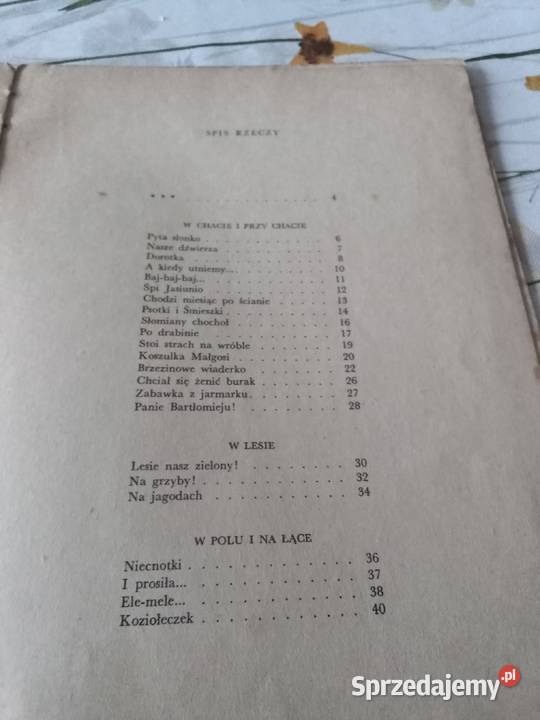 SPIS RZECZY
* * * . . . . . . . . . . . . 4
W CHACIE I PRZY CHACIE
Pyta słonko . . . . . . . . . . 6
Nasze dźwierza . . . . . . . . . 7
Dorotka . . . . . . . . . . . 8
A kiedy utniemy... . . . . . . . . 10
Baj-baj-baj... . . . . . . . . . 11
Śpi Jasiunio . . . . . . . . . . 12
Chodzi miesiąc po ścianie . . . . . . 13
Psotki i Śmieszki . . . . . . . . . 14
Słomiany chochoł . . . . . . . . . 16
Po drabinie . . . . . . . . . . 17
Stoi strach na wróble . . . . . . . 19
Koszulka Małgosi . . . . . . . . 20
Brzezinowe wiaderko . . . . . . . 22
Chciał się żenić burak . . . . . . . 26
Zabawka z jarmarku . . . . . . . . 27
Panie Bartłomieju! . . . . . . . . 28
W LESIE
Lesie nasz zielony! . . . . . . . 30
Na grzyby! . . . . . . . . . . 32
Na jagodach . . . . . . . . . . 34
W POLU I NA ŁĄCE
Niecnotki . . . . . . . . . . . 36
I prosiła... . . . . . . . . . . 37
Ele-mele... . . . . . . . . . . 38
Koziołeczek . . . . . . . . . . 40
Sprzedajemy.pl